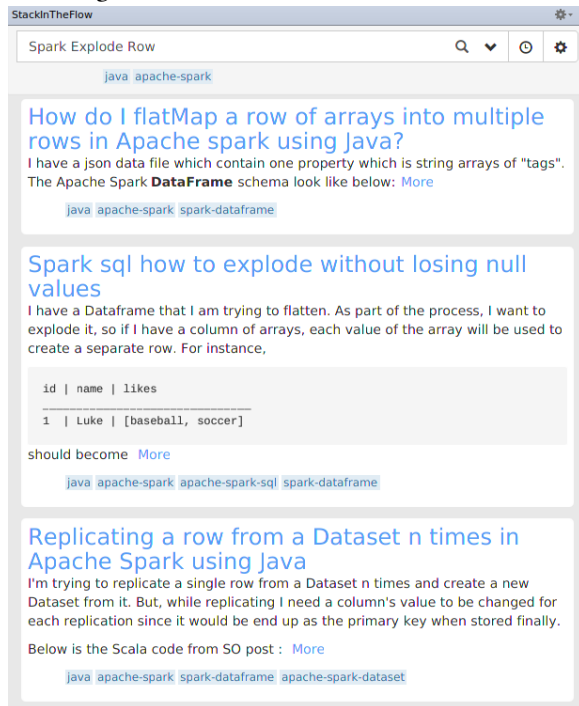 StackInTheFlow
Spark Explode Row
java apache-spark
How do I flatMap a row of arrays into multiple
rows in Apache spark using Java?
I have a json data file which contain one property which is string arrays of "tags".
The Apache Spark DataFrame schema look like below: More
java apache-spark spark-dataframe
Spark sql how to explode without losing null
values
I have a Dataframe that I am trying to flatten. As part of the process, I want to
explode it, so if I have a column of arrays, each value of the array will be used to
create a separate row. For instance,
id | name | likes
_______________________________
1 | Luke | [baseball, soccer]
should become More
java apache-spark apache-spark-sql spark-dataframe
Replicating a row from a Dataset n times in
Apache Spark using Java
I'm trying to replicate a single row from a Dataset n times and create a new
Dataset from it. But, while replicating I need a column's value to be changed for
each replication since it would be end up as the primary key when stored finally.
Below is the Scala code from SO post : More
java apache-spark spark-dataframe apache-spark-dataset